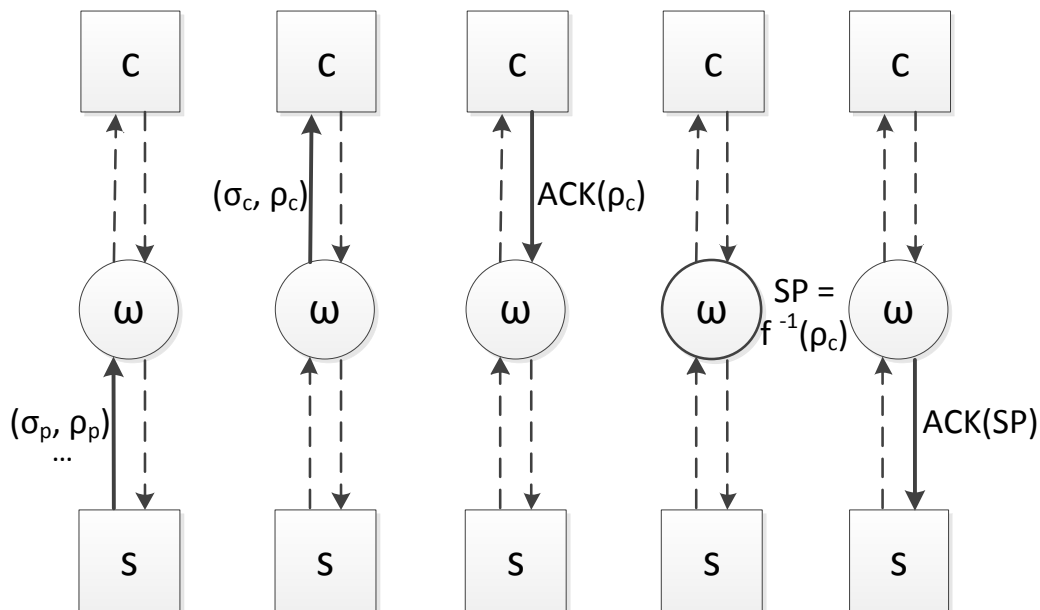 C C C C C
(σc, ρc) ACK(ρc)
ω ω ω ω SP = ω
f -1(ρc)
(σp, ρp) ACK(SP)
...
S S S S S